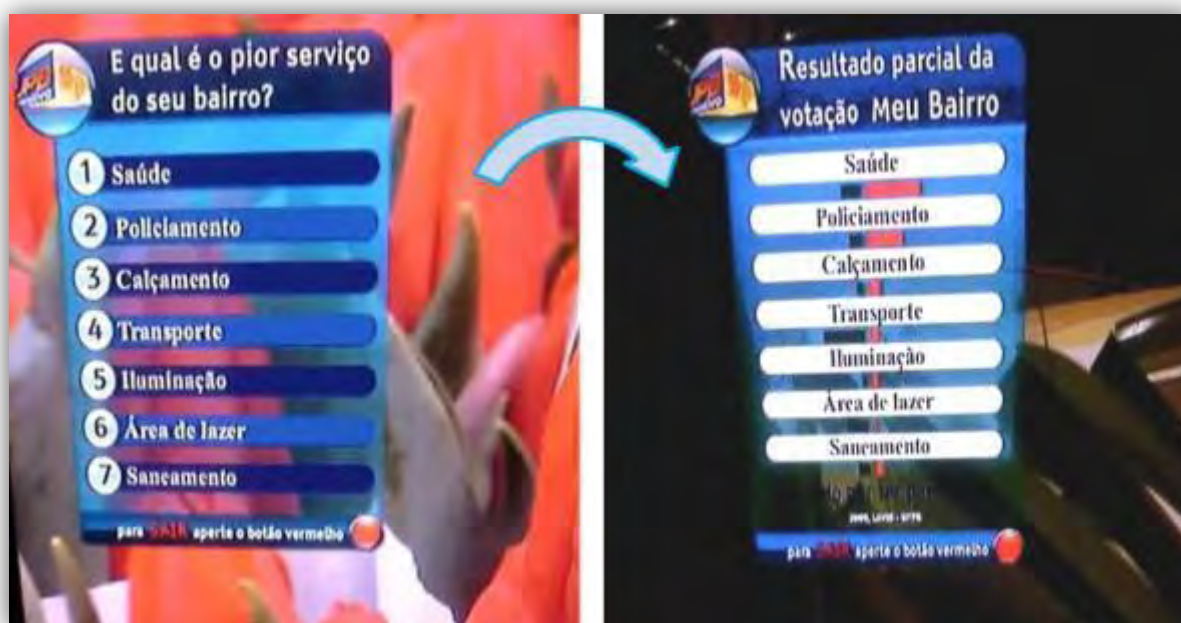 E qual é o pior serviço
do seu bairro?
1 Saúde
2 Policiamento
3 Calçamento
4 Transporte
5 Iluminação
6 Área de lazer
7 Saneamento
para SAIR aperte o botão vermelho
Resultado parcial da
votação Meu Bairro
Saúde
Policiamento
Calçamento
Transporte
Iluminação
Área de lazer
Saneamento
para SAIR aperte o botão vermelho